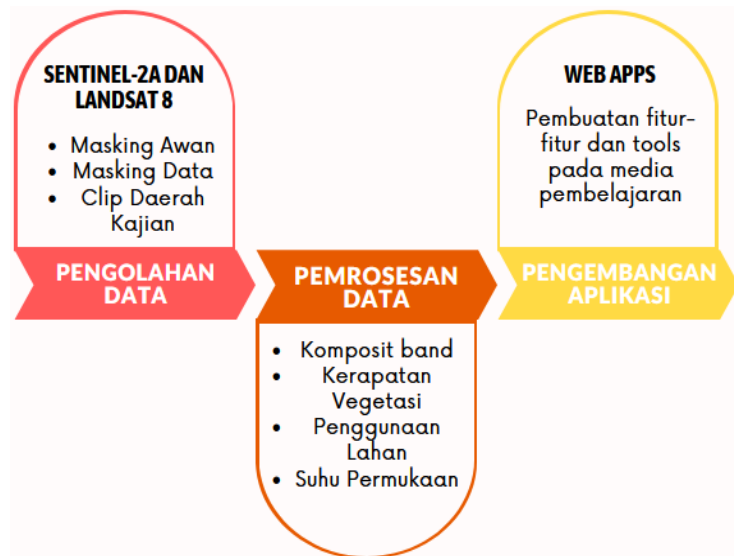 SENTINEL-2A DAN
LANDSAT 8
• Masking Awan
• Masking Data
• Clip Daerah
Kajian
PENGOLAHAN
DATA
PEMROSESAN
DATA
• Komposit band
• Kerapatan
Vegetasi
• Penggunaan
Lahan
• Suhu Permukaan
WEB APPS
Pembuatan fitur-
fitur dan tools
pada media
pembelajaran
PENGEMBANGAN
APLIKASI